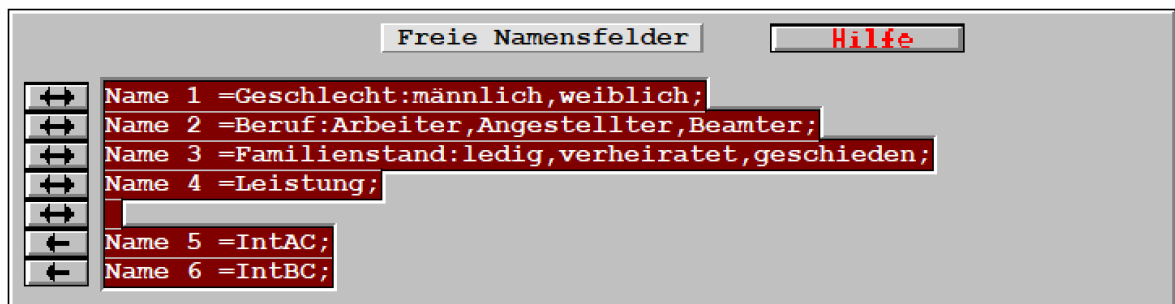 Freie Namensfelder Hilfe
Name 1 =Geschlecht:männlich,weiblich;
Name 2 =Beruf:Arbeiter,Angestellter,Beamter;
Name 3 =Familienstand:ledig,verheiratet,geschieden;
Name 4 =Leistung;
Name 5 =IntAC;
Name 6 =IntBC;